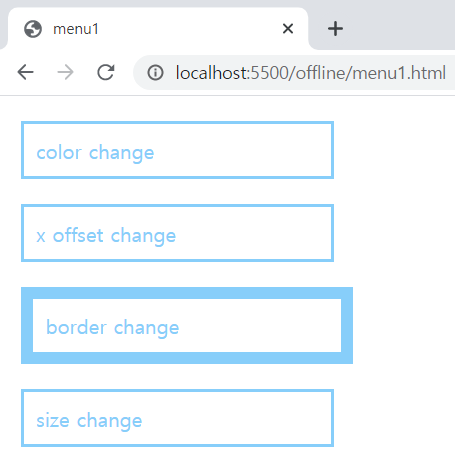 menu1
localhost:5500/offline/menu1.html
color change
x offset change
border change
size change